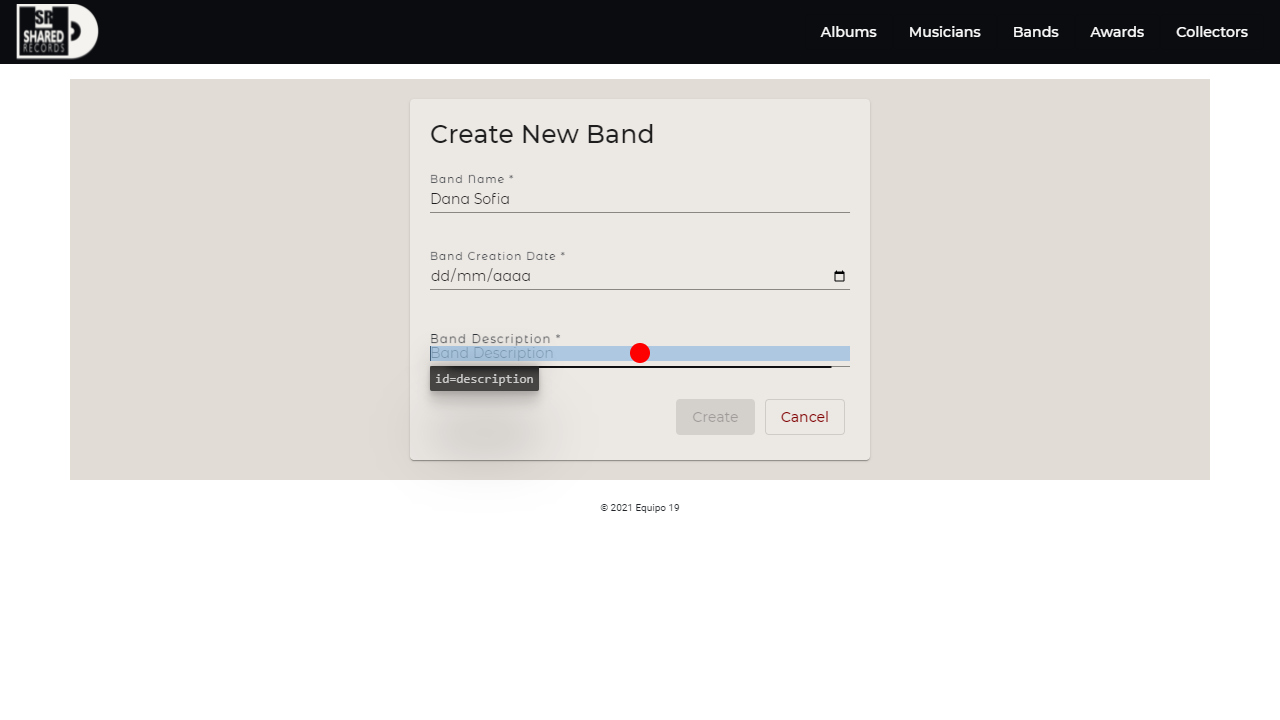 SR
SHARED
RECORDS
Albums Musicians Bands Awards Collectors
Create New Band
Band Name *
Dana Sofia
Band Creation Date *
dd/mm/aaaa
Band Description *
Band Description
id=description
Create Cancel
© 2021 Equipo 19